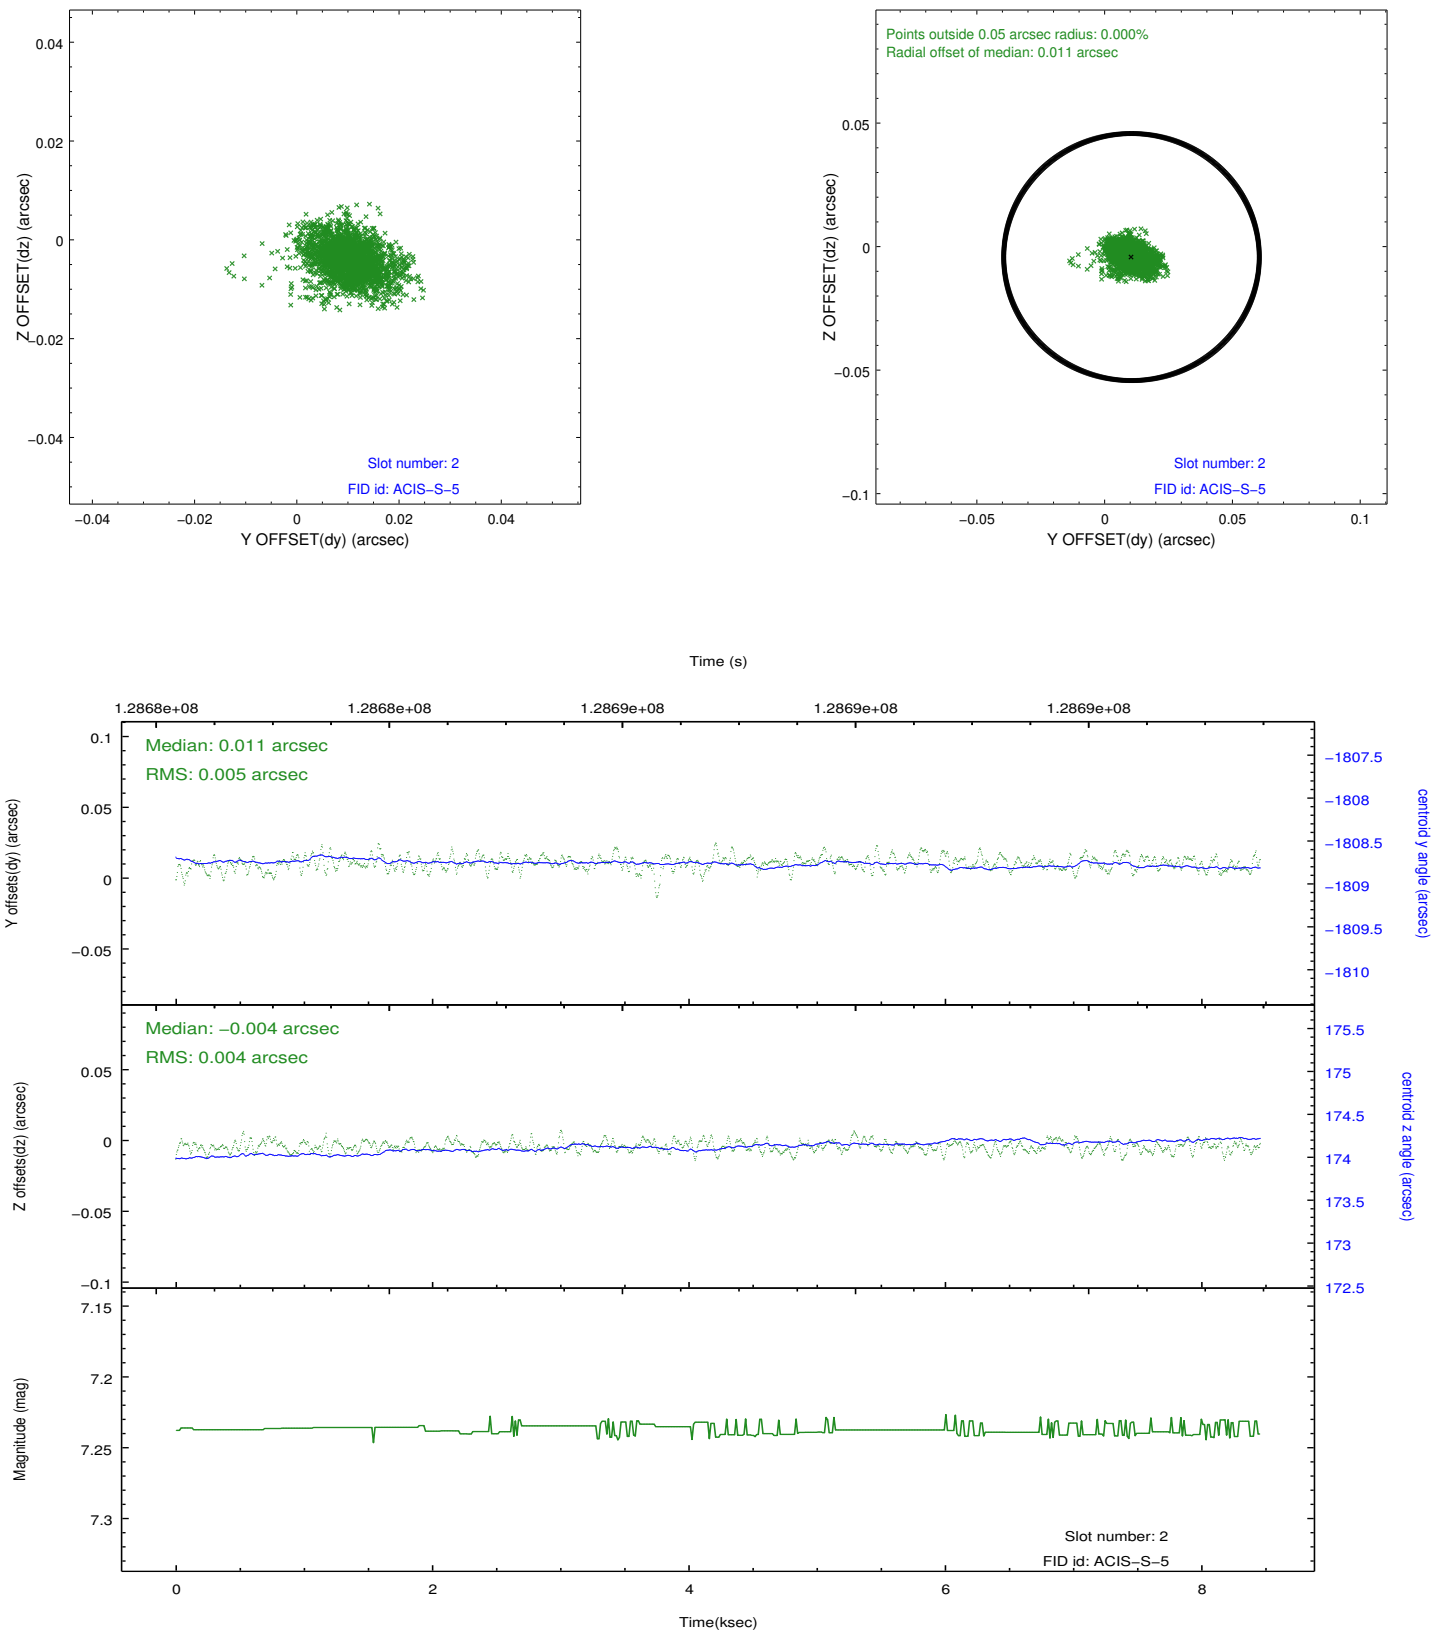 0.04
0.02
0
−0.02
−0.04
Z OFFSET(dz) (arcsec)
Slot number: 2
FID id: ACIS−S−5
−0.04 −0.02 0 0.02 0.04
Y OFFSET(dy) (arcsec)
Points outside 0.05 arcsec radius: 0.000%
Radial offset of median: 0.011 arcsec
0.05
0
−0.05
−0.1
Z OFFSET(dz) (arcsec)
Slot number: 2
FID id: ACIS−S−5
−0.05 0 0.05 0.1
Y OFFSET(dy) (arcsec)
Time (s)
1.2868e+08 1.2868e+08 1.2869e+08 1.2869e+08 1.2869e+08
Median: 0.011 arcsec
RMS: 0.005 arcsec
0.1
0.05
0
−0.05
Y offsets(dy) (arcsec)
−1807.5
−1808
−1808.5
−1809
−1809.5
−1810
centroid y angle (arcsec)
Median: −0.004 arcsec
RMS: 0.004 arcsec
0.05
0
−0.05
−0.1
Z offsets(dz) (arcsec)
175.5
175
174.5
174
173.5
173
172.5
centroid z angle (arcsec)
7.15
7.2
7.25
7.3
Magnitude (mag)
Slot number: 2
FID id: ACIS−S−5
0 2 4 6 8
Time(ksec)